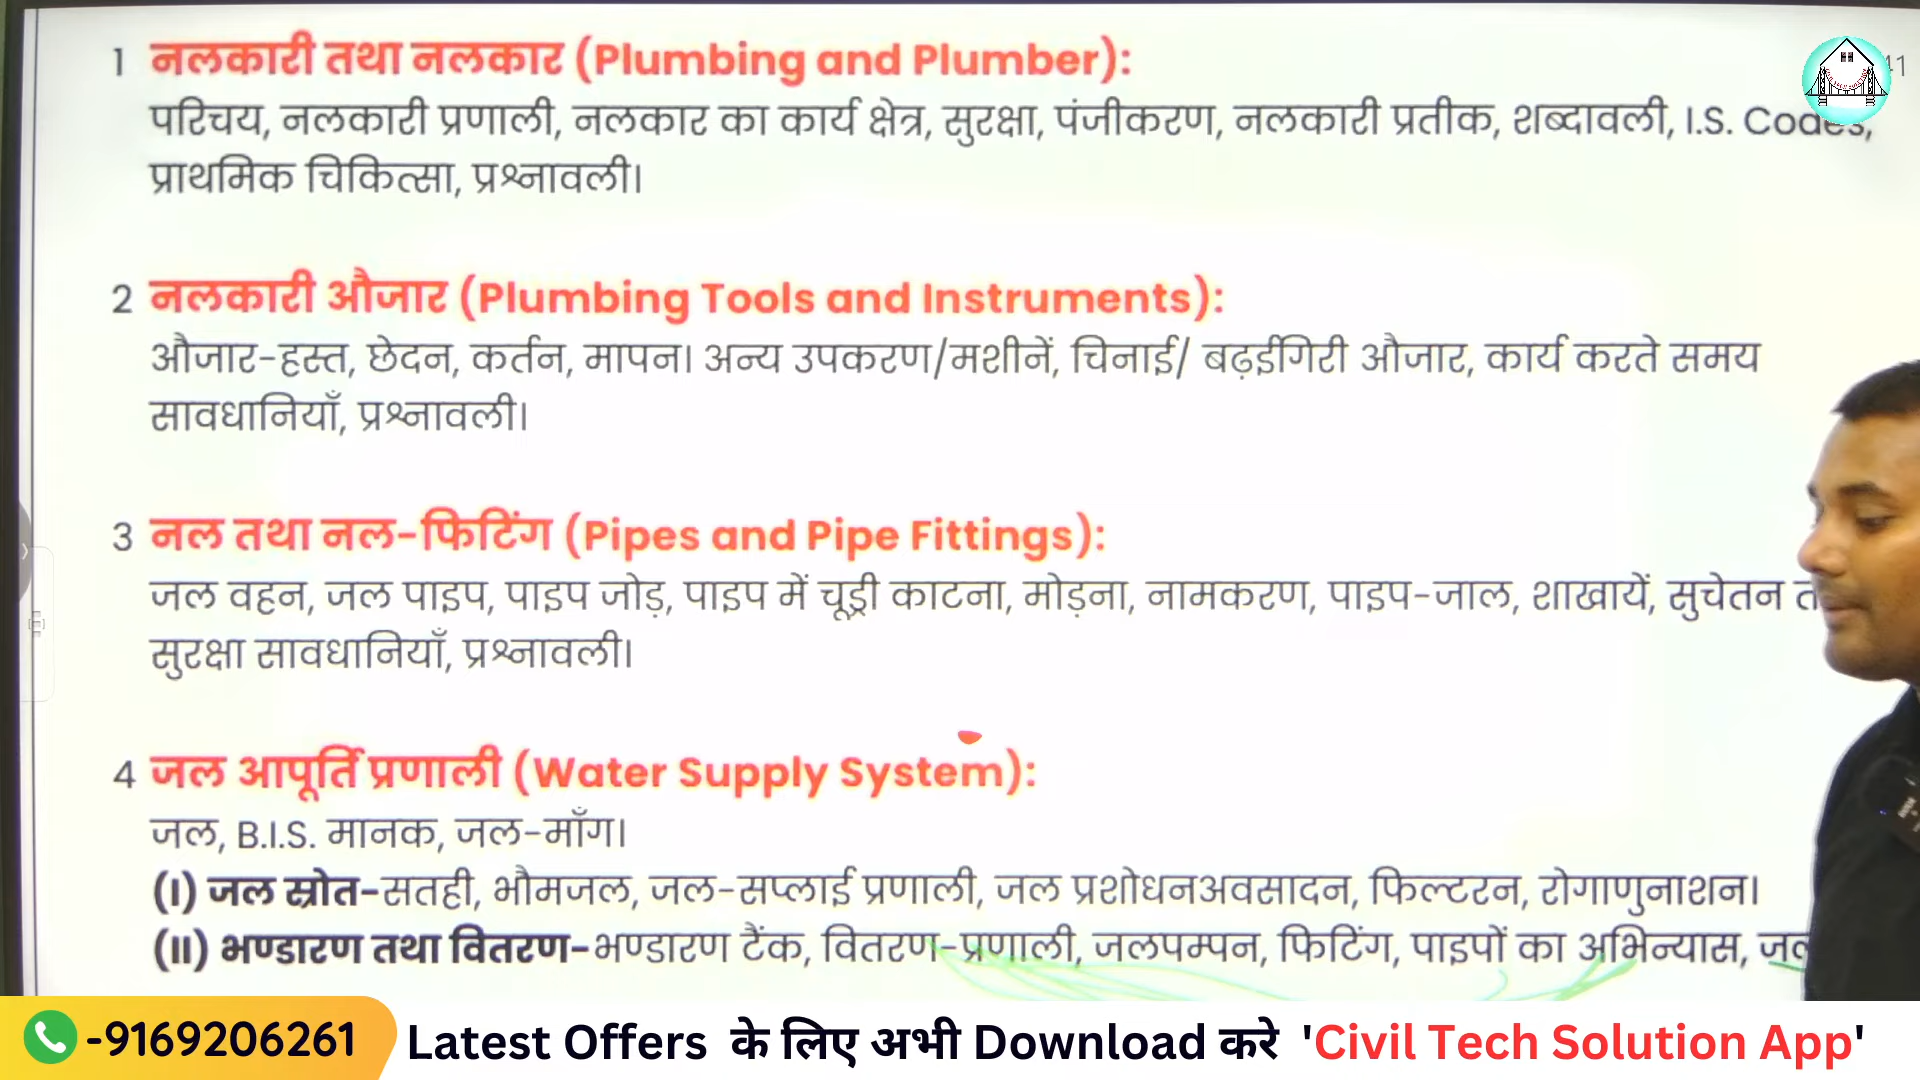 41
1 नलकारी तथा नलकार (Plumbing and Plumber):
परिचय, नलकारी प्रणाली, नलकार का कार्य क्षेत्र, सुरक्षा, पंजीकरण, नलकारी प्रतीक, शब्दावली, I.S. Codes,
प्राथमिक चिकित्सा, प्रश्नावली।
2 नलकारी औजार (Plumbing Tools and Instruments):
औजार-हस्त, छेदन, कर्तन, मापन। अन्य उपकरण/मशीनें, चिनाई/ बढ़ईगिरी औजार, कार्य करते समय
सावधानियाँ, प्रश्नावली।
3 नल तथा नल-फिटिंग (Pipes and Pipe Fittings):
जल वहन, जल पाइप, पाइप जोड़, पाइप में चूड़ी काटना, मोड़ना, नामकरण, पाइप-जाल, शाखायें, सुचेतन
सुरक्षा सावधानियाँ, प्रश्नावली।
4 जल आपूर्ति प्रणाली (Water Supply System):
जल, B.I.S. मानक, जल-माँग।
(I) जल स्रोत-सतही, भौमजल, जल-सप्लाई प्रणाली, जल प्रशोधनअवसादन, फिल्टरन, रोगाणुनाशन।
(II) भण्डारण तथा वितरण-भण्डारण टैंक, वितरण-प्रणाली, जलपम्पन, फिटिंग, पाइपों का अभिन्यास,
-9169206261 Latest Offers के लिए अभी Download करे 'Civil Tech Solution App'